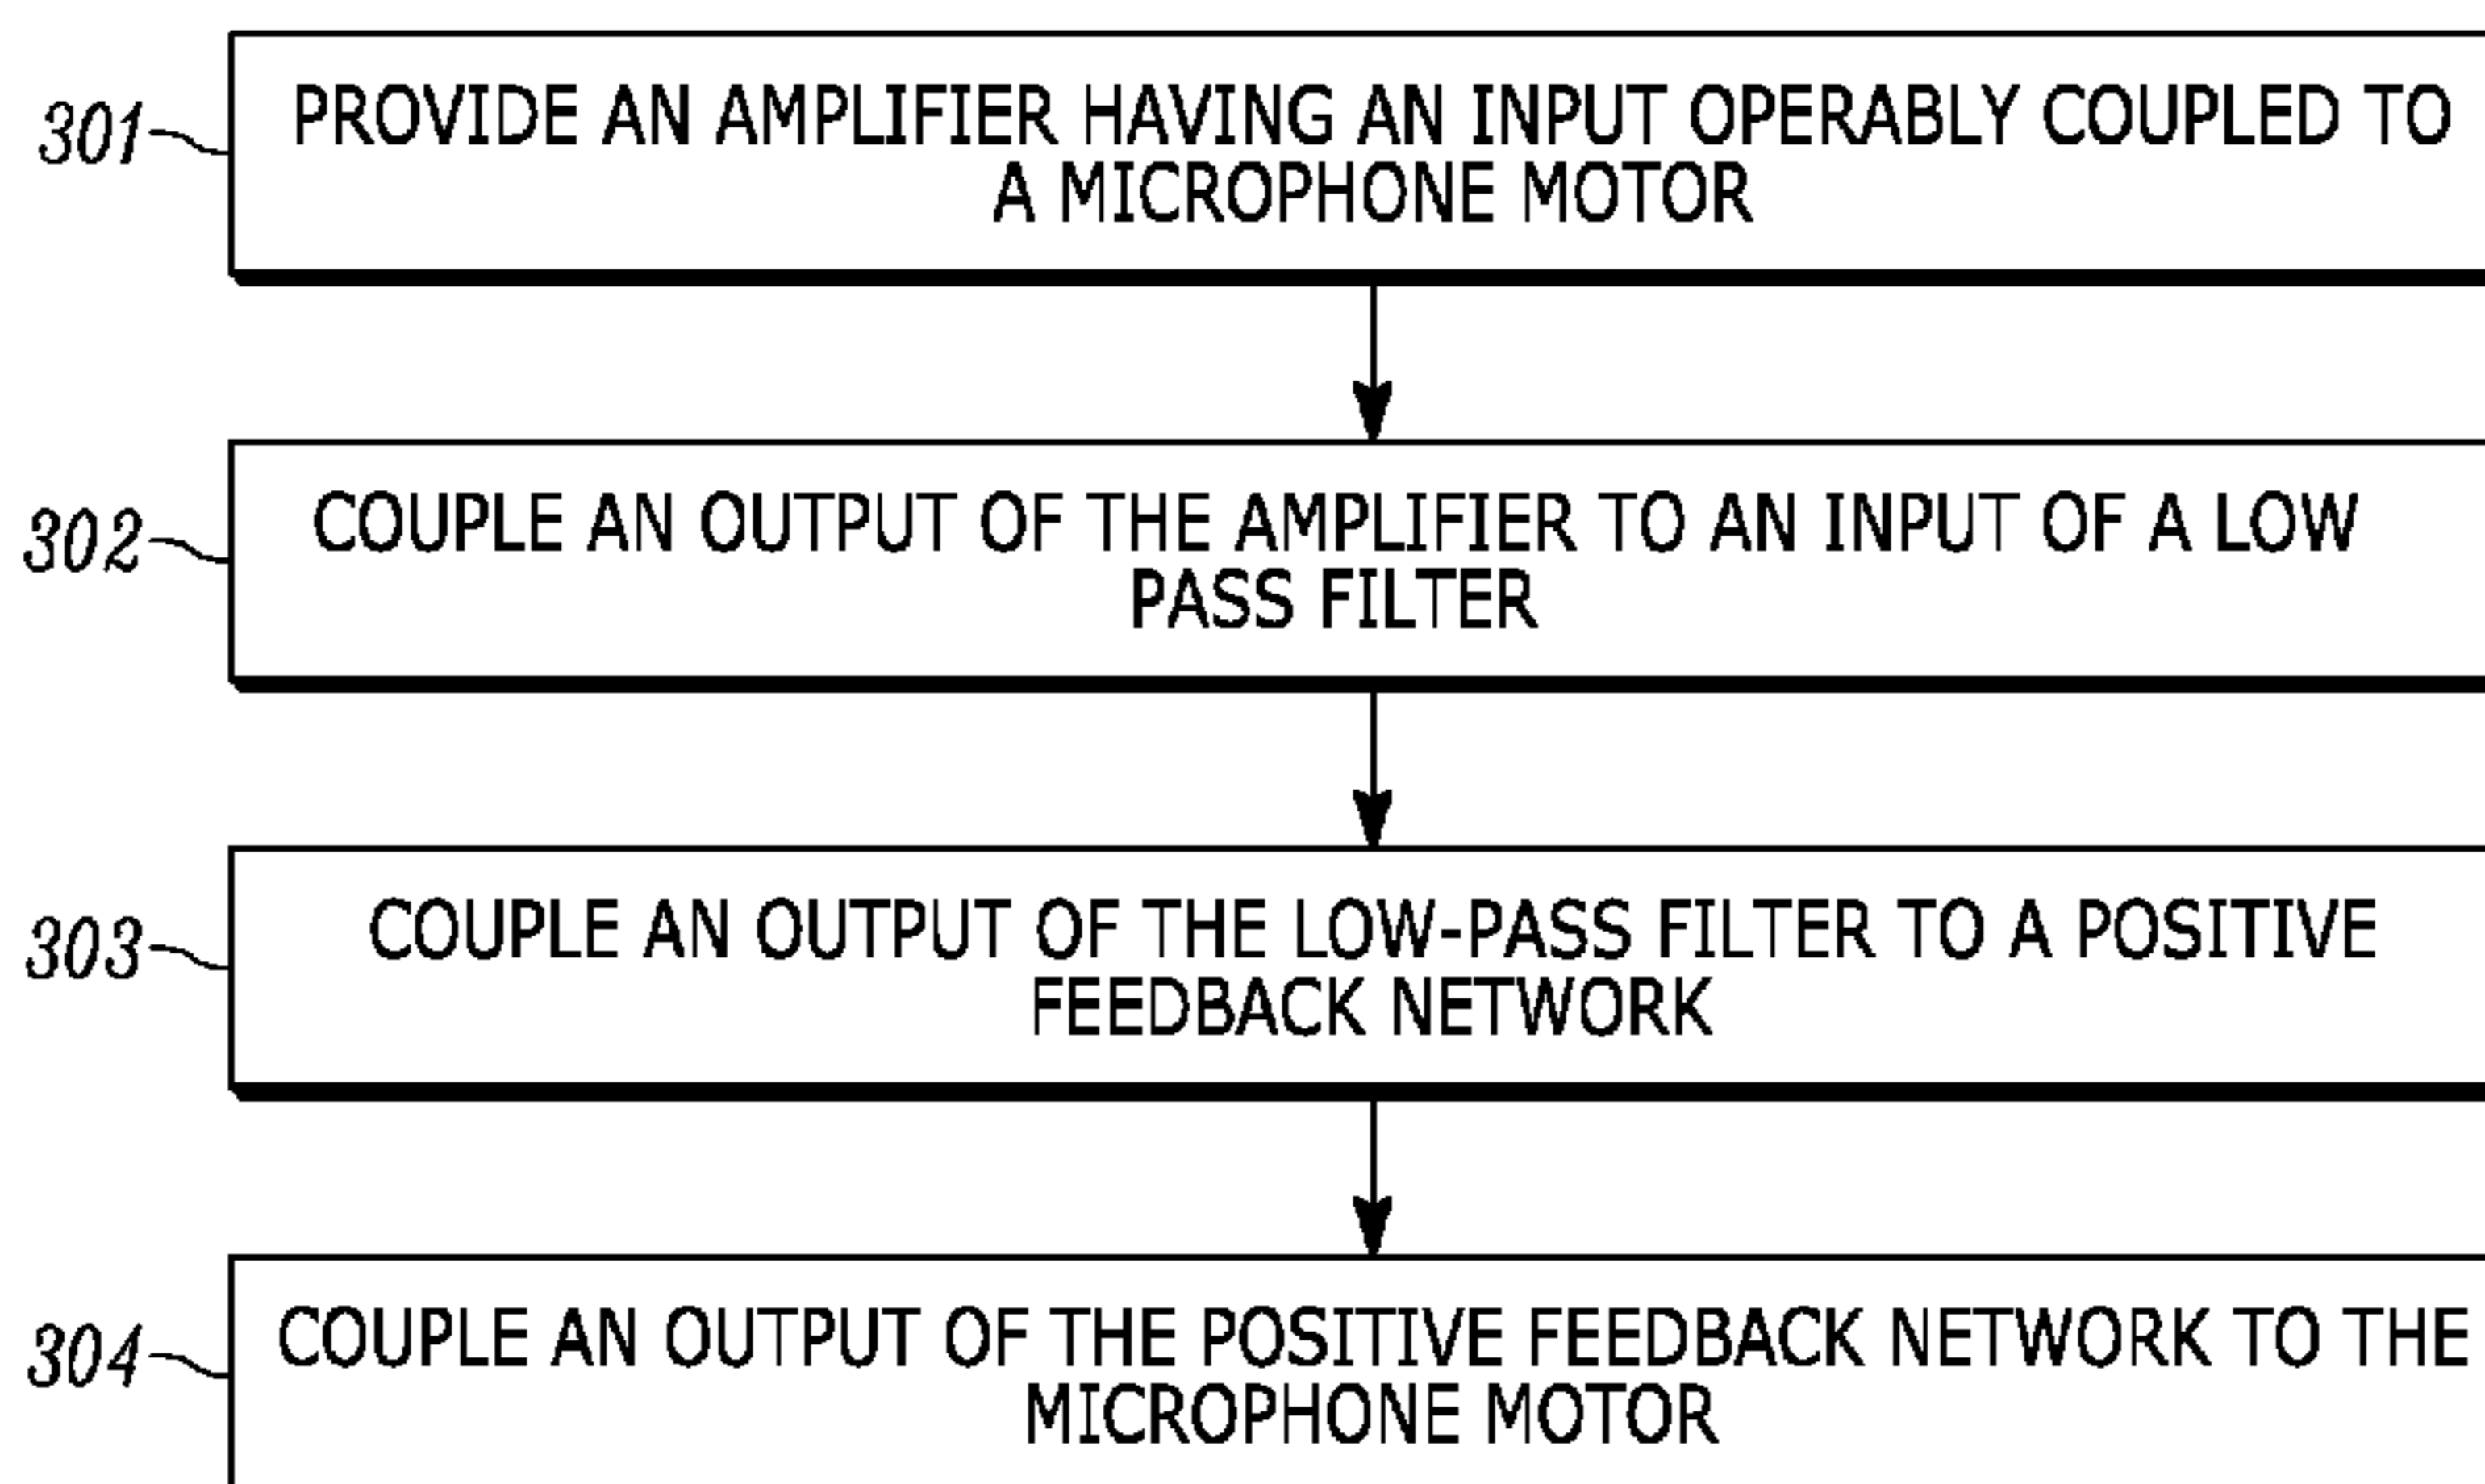 301
PROVIDE AN AMPLIFIER HAVING AN INPUT OPERABLY COUPLED TO
A MICROPHONE MOTOR
302
COUPLE AN OUTPUT OF THE AMPLIFIER TO AN INPUT OF A LOW
PASS FILTER
303
COUPLE AN OUTPUT OF THE LOW-PASS FILTER TO A POSITIVE
FEEDBACK NETWORK
304
COUPLE AN OUTPUT OF THE POSITIVE FEEDBACK NETWORK TO THE
MICROPHONE MOTOR